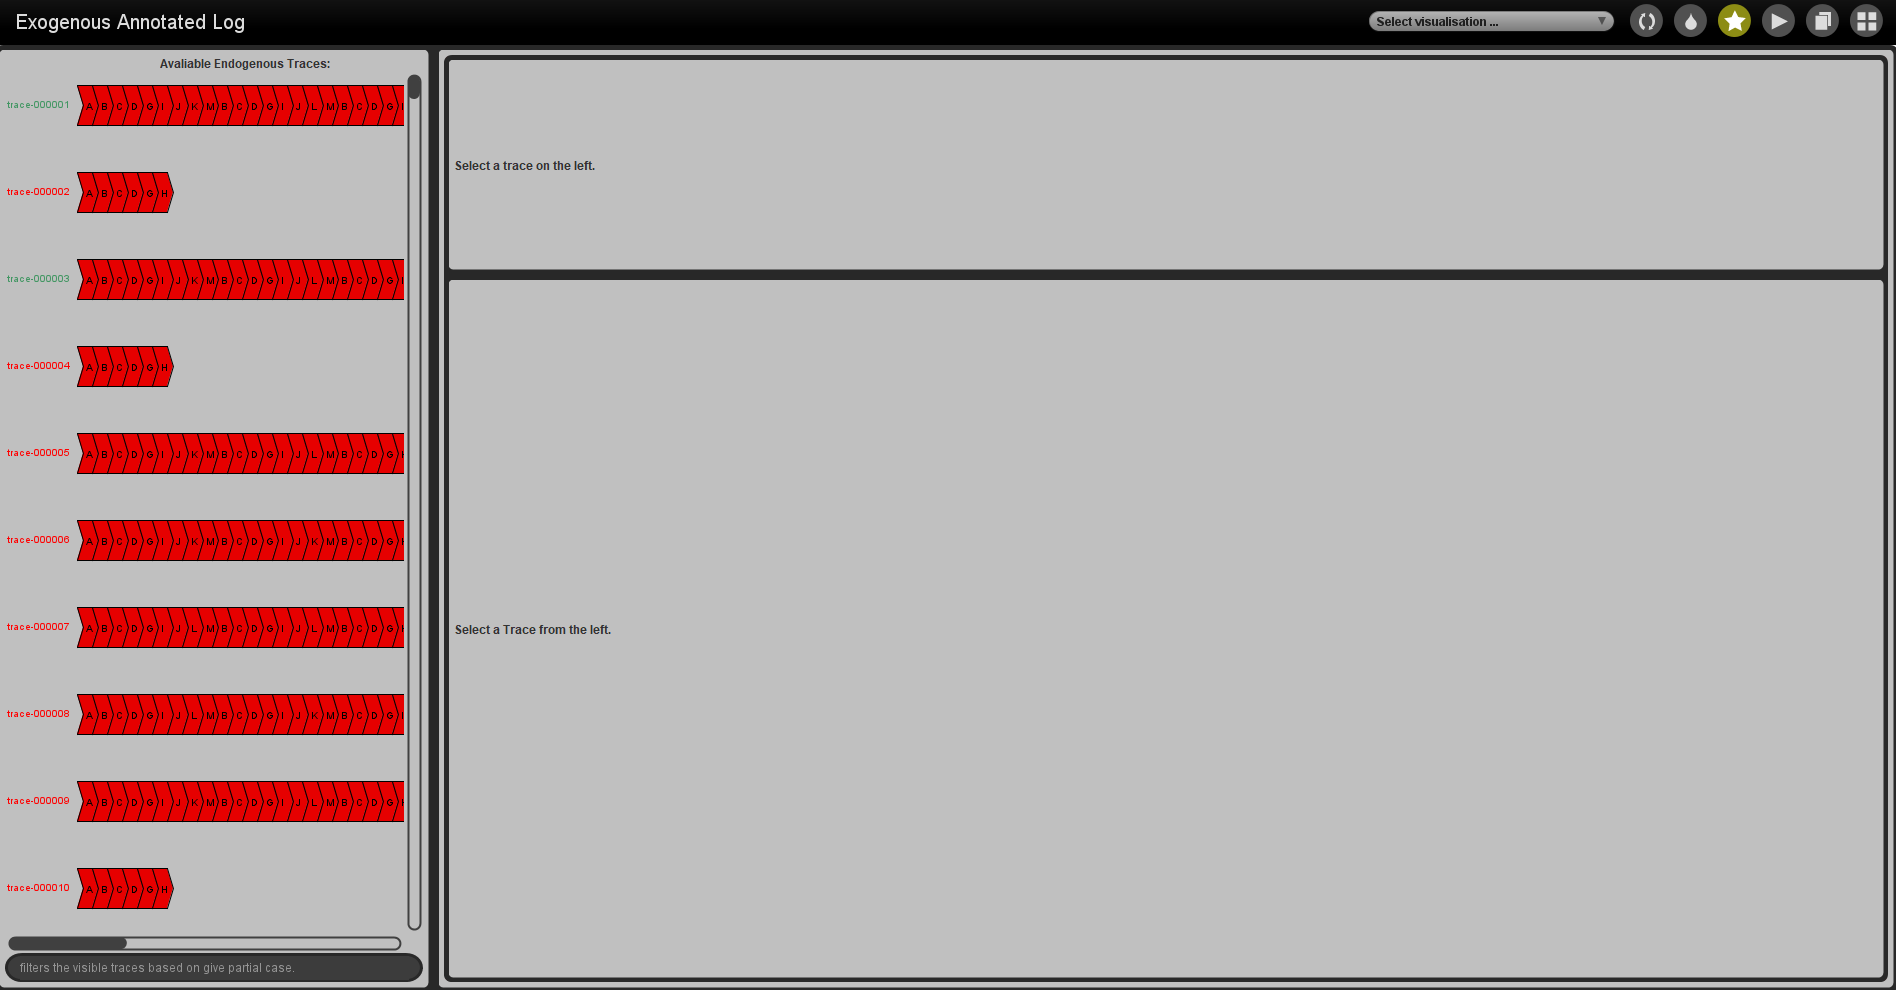 Exogenous Annotated Log
Select visualisation ...
Avaliable Endogenous Traces:
trace-000001 A B C D G I J K M B C D G I J L M B C D G
trace-000002 A B C D G H
trace-000003 A B C D G I J K M B C D G I J L M B C D G
trace-000004 A B C D G H
trace-000005 A B C D G I J K M B C D G I J L M B C D G
trace-000006 A B C D G I J K M B C D G I J K M B C D G
trace-000007 A B C D G I J L M B C D G I J L M B C D G
trace-000008 A B C D G I J L M B C D G I J K M B C D G
trace-000009 A B C D G I J K M B C D G I J L M B C D G
trace-000010 A B C D G H
filters the visible traces based on give partial case.
Select a trace on the left.
Select a Trace from the left.